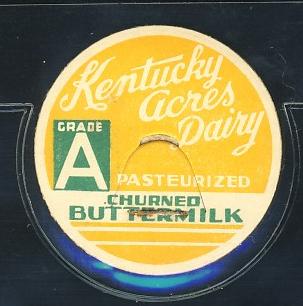 Kentucky
Acres
Dairy
GRADE
A
PASTEURIZED
CHURNED
BUTTERMILK